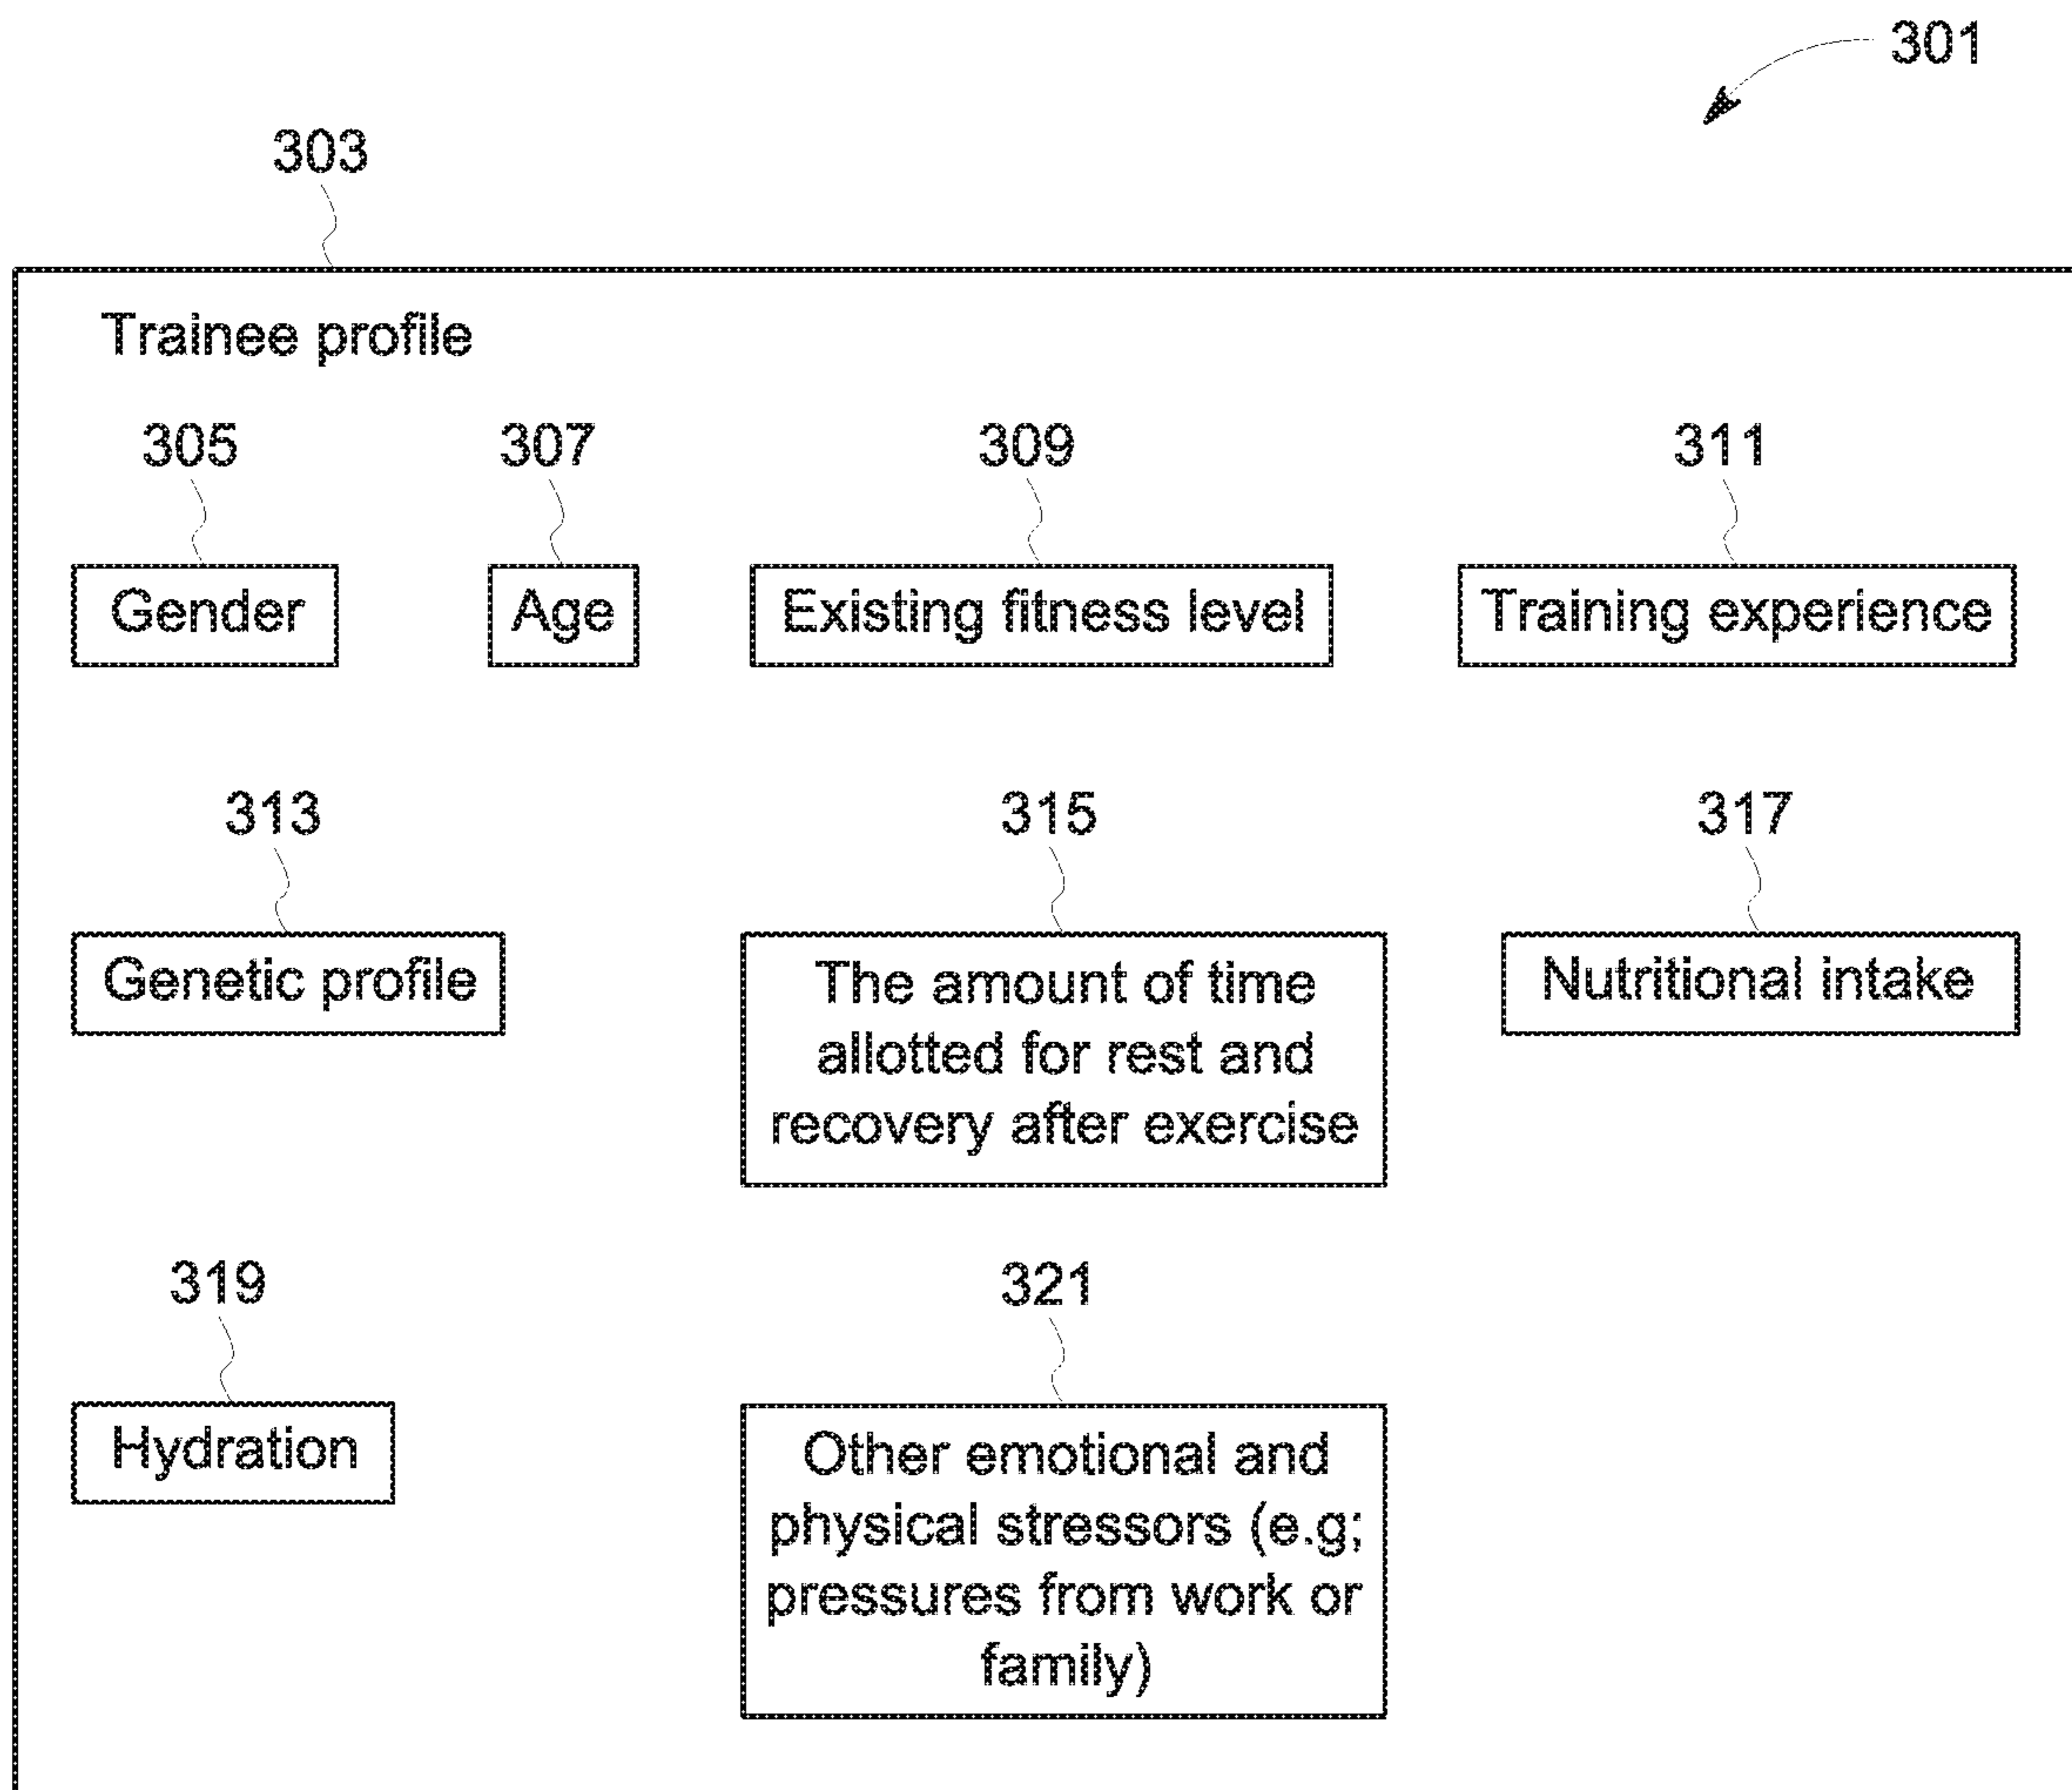 301
303
Trainee profile
305 307 309 311
Gender Age Existing fitness level Training experience
313 315 317
Genetic profile
The amount of time
allotted for rest and
recovery after exercise
Nutritional intake
319 321
Hydration
Other emotional and
physical stressors (e.g;
pressures from work or
family)